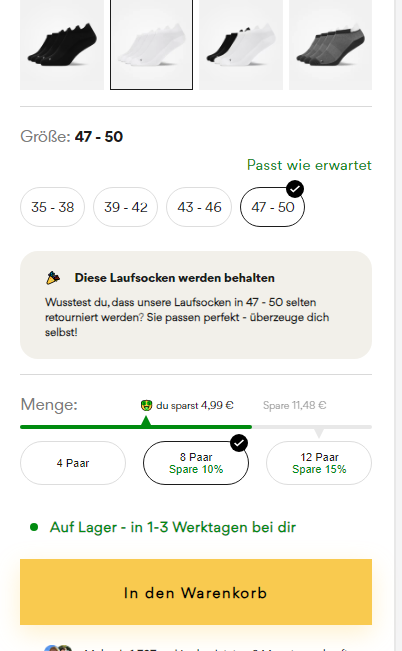 Größe: 47 - 50
Passt wie erwartet
35 - 38
39 - 42
43 - 46
47 - 50
Diese Laufsocken werden behalten
Wusstest du, dass unsere Laufsocken in 47 - 50 selten
retourniert werden? Sie passen perfekt - überzeuge dich
selbst!
Menge:
du sparst 4,99 €
Spare 11,48 €
4 Paar
8 Paar
Spare 10%
12 Paar
Spare 15%
Auf Lager - in 1-3 Werktagen bei dir
In den Warenkorb